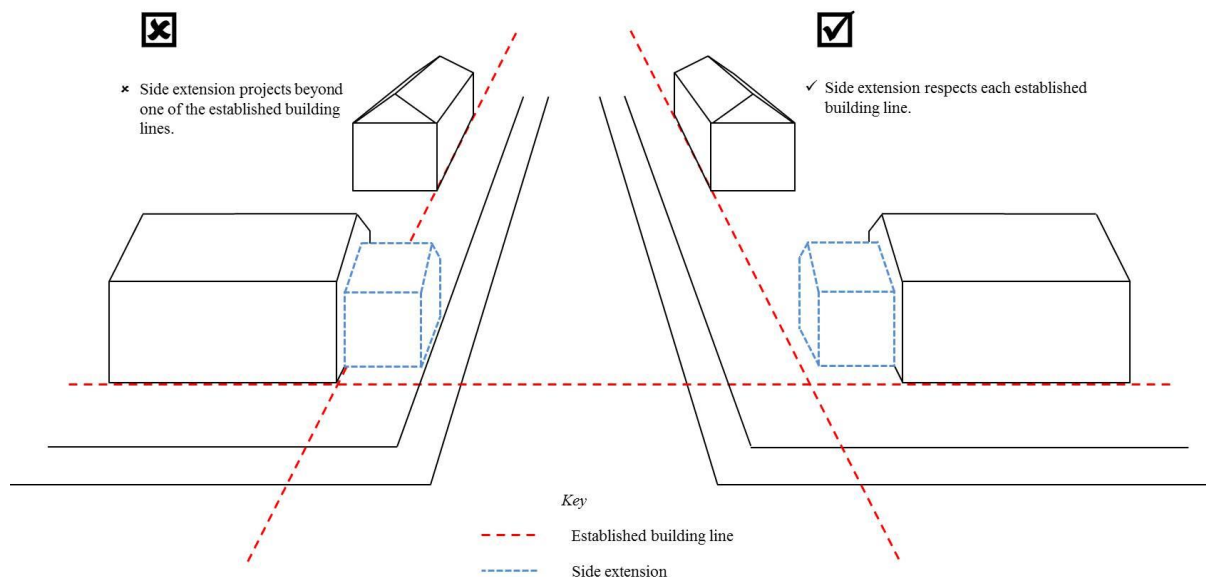 × Side extension projects beyond
one of the established building
lines.
✓ Side extension respects each established
building line.
Key
Established building line
Side extension